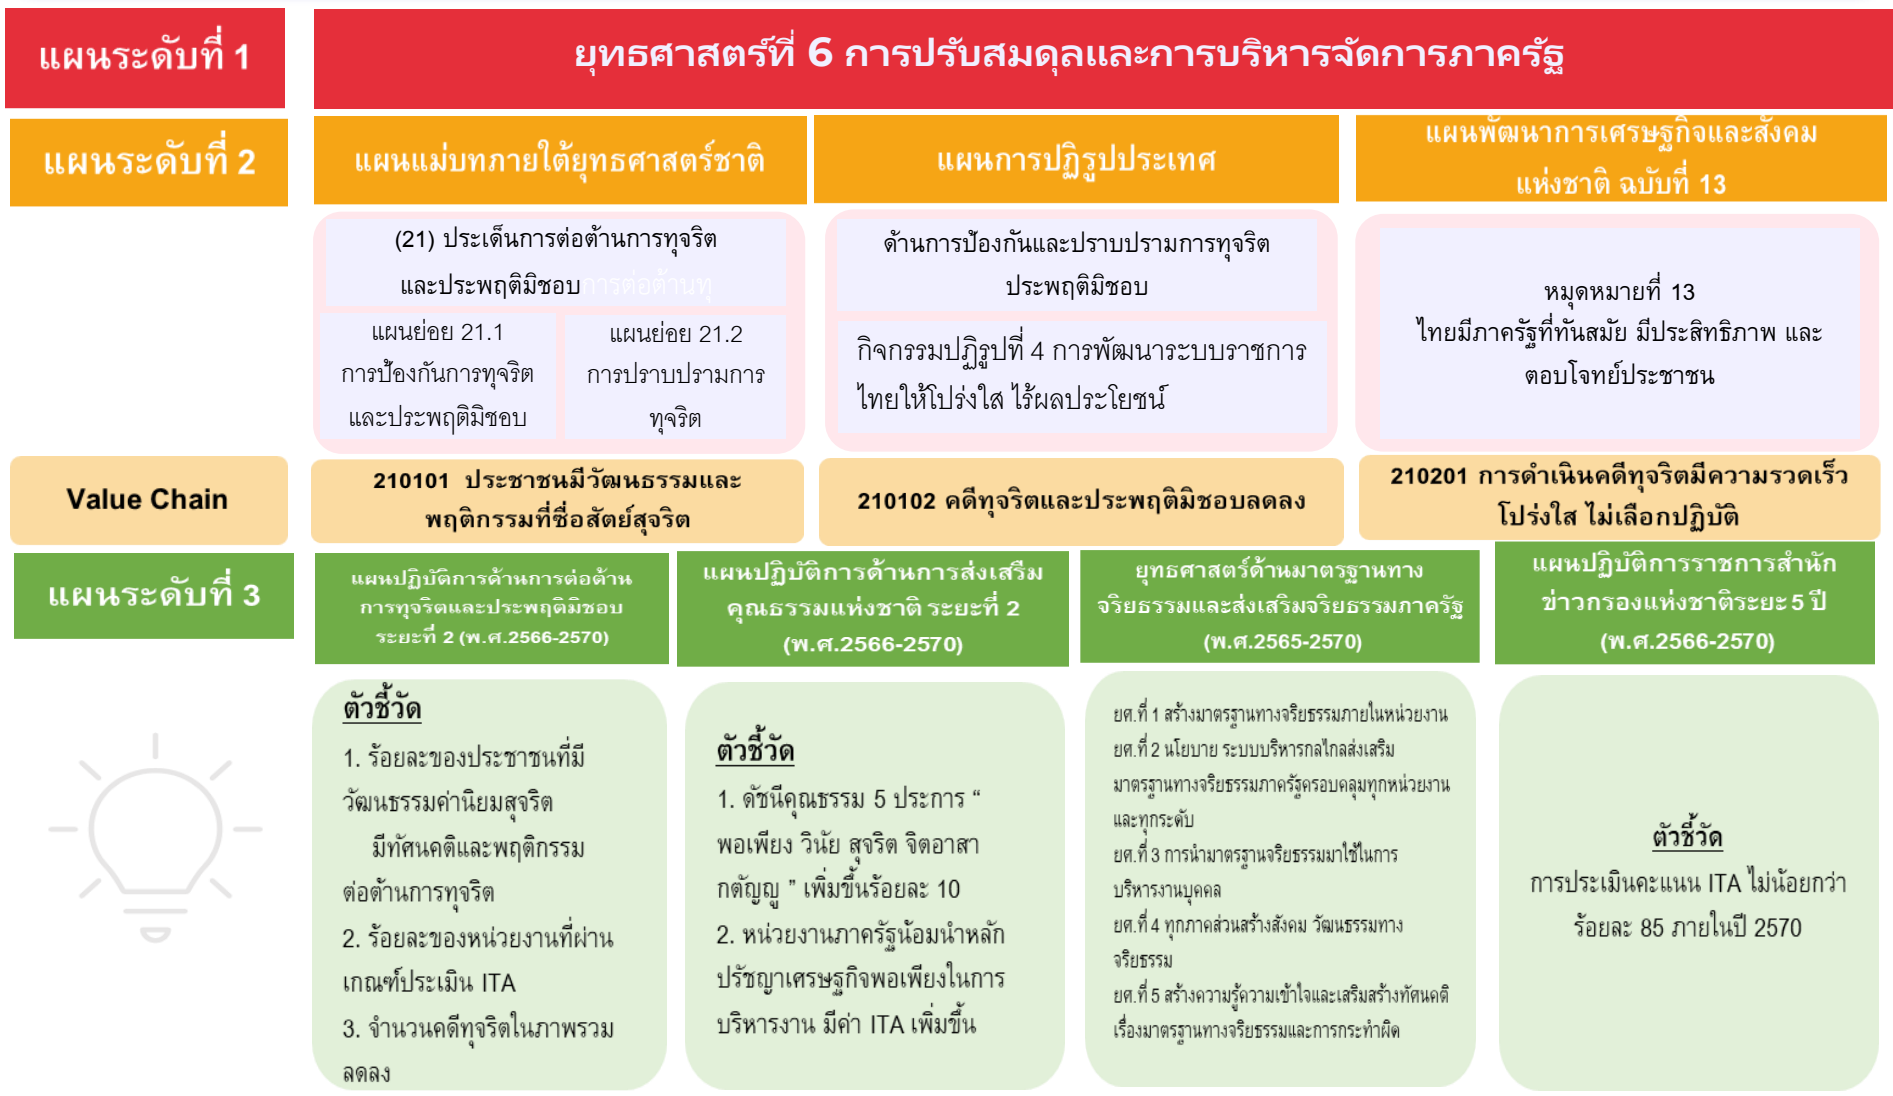 แผนระดับที่ 1
ยุทธศาสตร์ที่ 6 การปรับสมดุลและการบริหารจัดการภาครัฐ
แผนระดับที่ 2
แผนแม่บทภายใต้ยุทธศาสตร์ชาติ
แผนการปฏิรูปประเทศ
แผนพัฒนาการเศรษฐกิจและสังคม
แห่งชาติ ฉบับที่ 13
(21) ประเด็นการต่อต้านการทุจริต
และประพฤติมิชอบการต่อต้านทุ
แผนย่อย 21.1
การป้องกันการทุจริต
และประพฤติมิชอบ
แผนย่อย 21.2
การปราบปรามการ
ทุจริต
ด้านการป้องกันและปราบปรามการทุจริต
ประพฤติมิชอบ
กิจกรรมปฏิรูปที่ 4 การพัฒนาระบบราชการ
ไทยให้โปร่งใส ไร้ผลประโยชน์
หมุดหมายที่ 13
ไทยมีภาครัฐที่ทันสมัย มีประสิทธิภาพ และ
ตอบโจทย์ประชาชน
Value Chain
210101 ประชาชนมีวัฒนธรรมและ
พฤติกรรมที่ซื่อสัตย์สุจริต
210102 คดีทุจริตและประพฤติมิชอบลดลง
210201 การดำเนินคดีทุจริตมีความรวดเร็ว
โปร่งใส ไม่เลือกปฏิบัติ
แผนระดับที่ 3
แผนปฏิบัติการด้านการต่อต้าน
การทุจริตและประพฤติมิชอบ
ระยะที่ 2 (พ.ศ.2566-2570)
แผนปฏิบัติการด้านการส่งเสริม
คุณธรรมแห่งชาติ ระยะที่ 2
(พ.ศ.2566-2570)
ยุทธศาสตร์ด้านมาตรฐานทาง
จริยธรรมและส่งเสริมจริยธรรมภาครัฐ
(พ.ศ.2565-2570)
แผนปฏิบัติการราชการสำนัก
ข่าวกรองแห่งชาติระยะ 5 ปี
(พ.ศ.2566-2570)
ตัวชี้วัด
1. ร้อยละของประชาชนที่มี
วัฒนธรรมค่านิยมสุจริต
มีทัศนคติและพฤติกรรม
ต่อต้านการทุจริต
2. ร้อยละของหน่วยงานที่ผ่าน
เกณฑ์ประเมิน ITA
3. จำนวนคดีทุจริตในภาพรวม
ลดลง
ตัวชี้วัด
1. ดัชนีคุณธรรม 5 ประการ “
พอเพียง วินัย สุจริต จิตอาสา
กตัญญู ” เพิ่มขึ้นร้อยละ 10
2. หน่วยงานภาครัฐน้อมนำหลัก
ปรัชญาเศรษฐกิจพอเพียงในการ
บริหารงาน มีค่า ITA เพิ่มขึ้น
ยศ.ที่ 1 สร้างมาตรฐานทางจริยธรรมภายในหน่วยงาน
ยศ.ที่ 2 นโยบาย ระบบบริหารกลไกลส่งเสริม
มาตรฐานทางจริยธรรมภาครัฐครอบคลุมทุกหน่วยงาน
และทุกระดับ
ยศ.ที่ 3 การนำมาตรฐานจริยธรรมมาใช้ในการ
บริหารงานบุคคล
ยศ.ที่ 4 ทุกภาคส่วนสร้างสังคม วัฒนธรรมทาง
จริยธรรม
ยศ.ที่ 5 สร้างความรู้ความเข้าใจและเสริมสร้างทัศนคติ
เรื่องมาตรฐานทางจริยธรรมและการกระทำผิด
ตัวชี้วัด
การประเมินคะแนน ITA ไม่น้อยกว่า
ร้อยละ 85 ภายในปี 2570